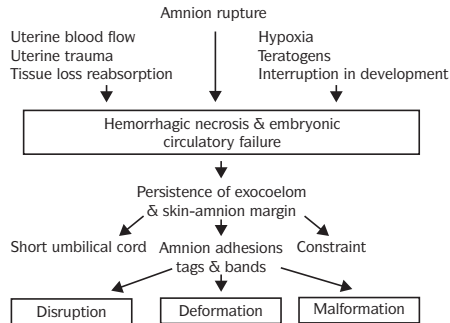 Amnion rupture
Uterine blood flow
Uterine trauma
Tissue loss reabsorption
Hypoxia
Teratogens
Interruption in development
Hemorrhagic necrosis & embryonic
circulatory failure
Persistence of exocoelom
& skin-amnion margin
Short umbilical cord
Amnion adhesions
tags & bands
Constraint
Disruption
Deformation
Malformation